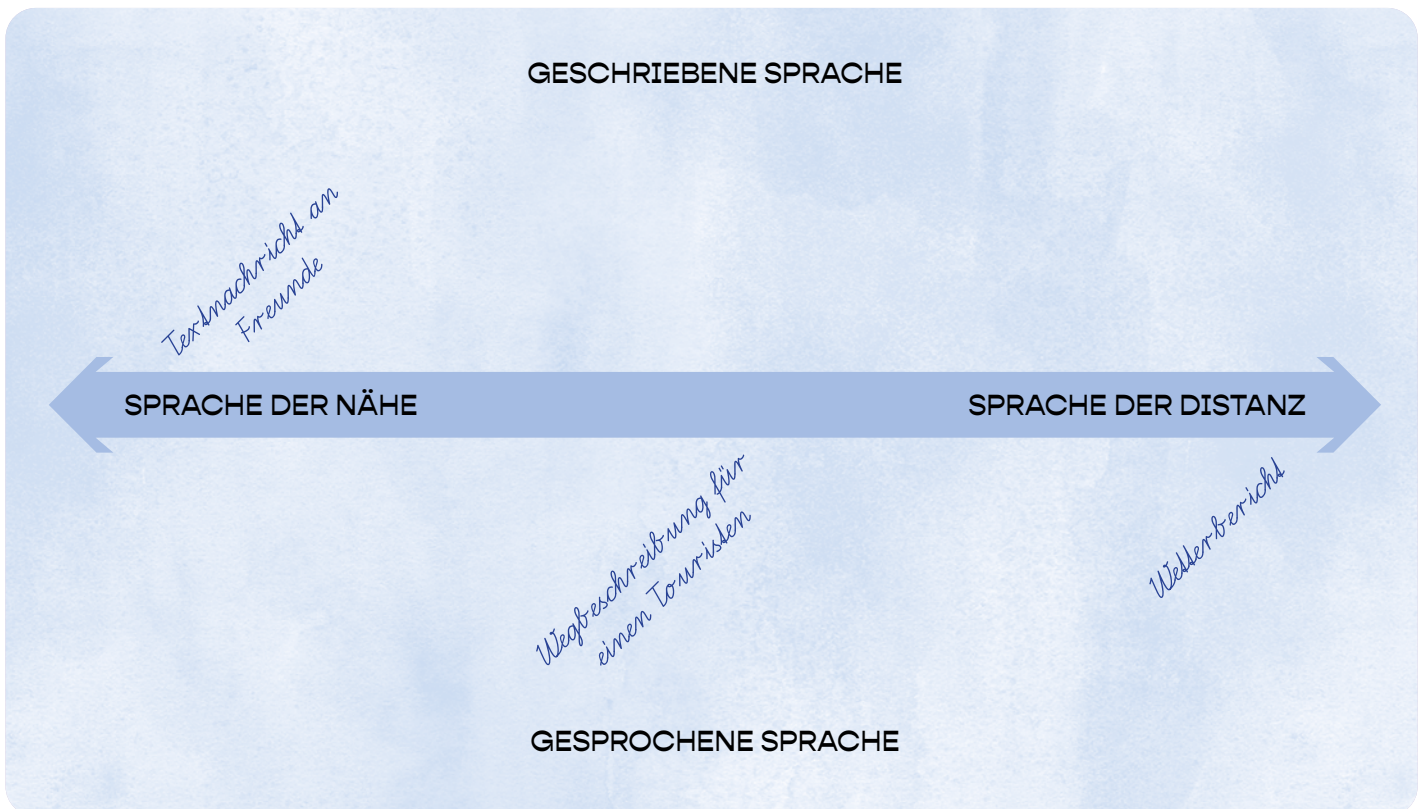 GESCHRIEBENE SPRACHE
Textnachricht an
Freunde
SPRACHE DER NÄHE
SPRACHE DER DISTANZ
Wegbeschreibung für
einen Touristen
Wetterbericht
GESPROCHENE SPRACHE